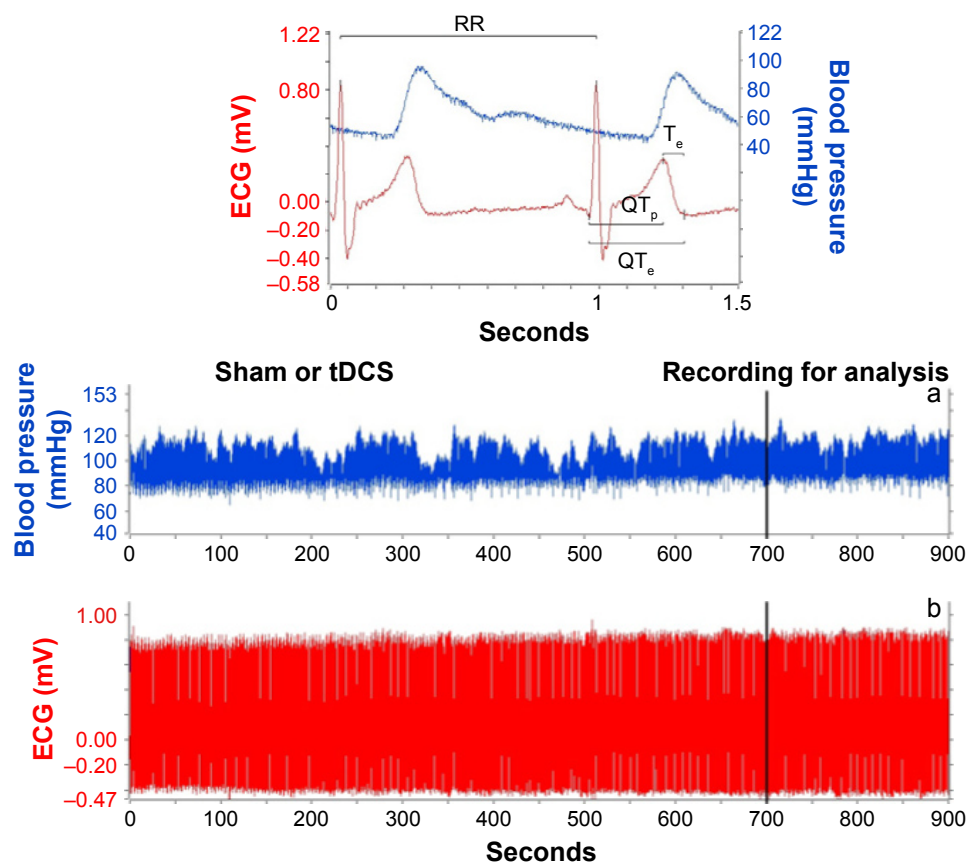 RR
1.22
0.80
0.00
–0.20
–0.40
–0.58
ECG (mV)
122
100
80
60
40
Blood pressure
(mmHg)
Te
QTp
QTe
0
1
1.5
Seconds
Sham or tDCS
Recording for analysis
a
153
120
100
80
60
40
Blood pressure
(mmHg)
0 100 200 300 400 500 600 700 800 900
b
1.00
0.00
–0.20
–0.47
ECG (mV)
0 100 200 300 400 500 600 700 800 900
Seconds